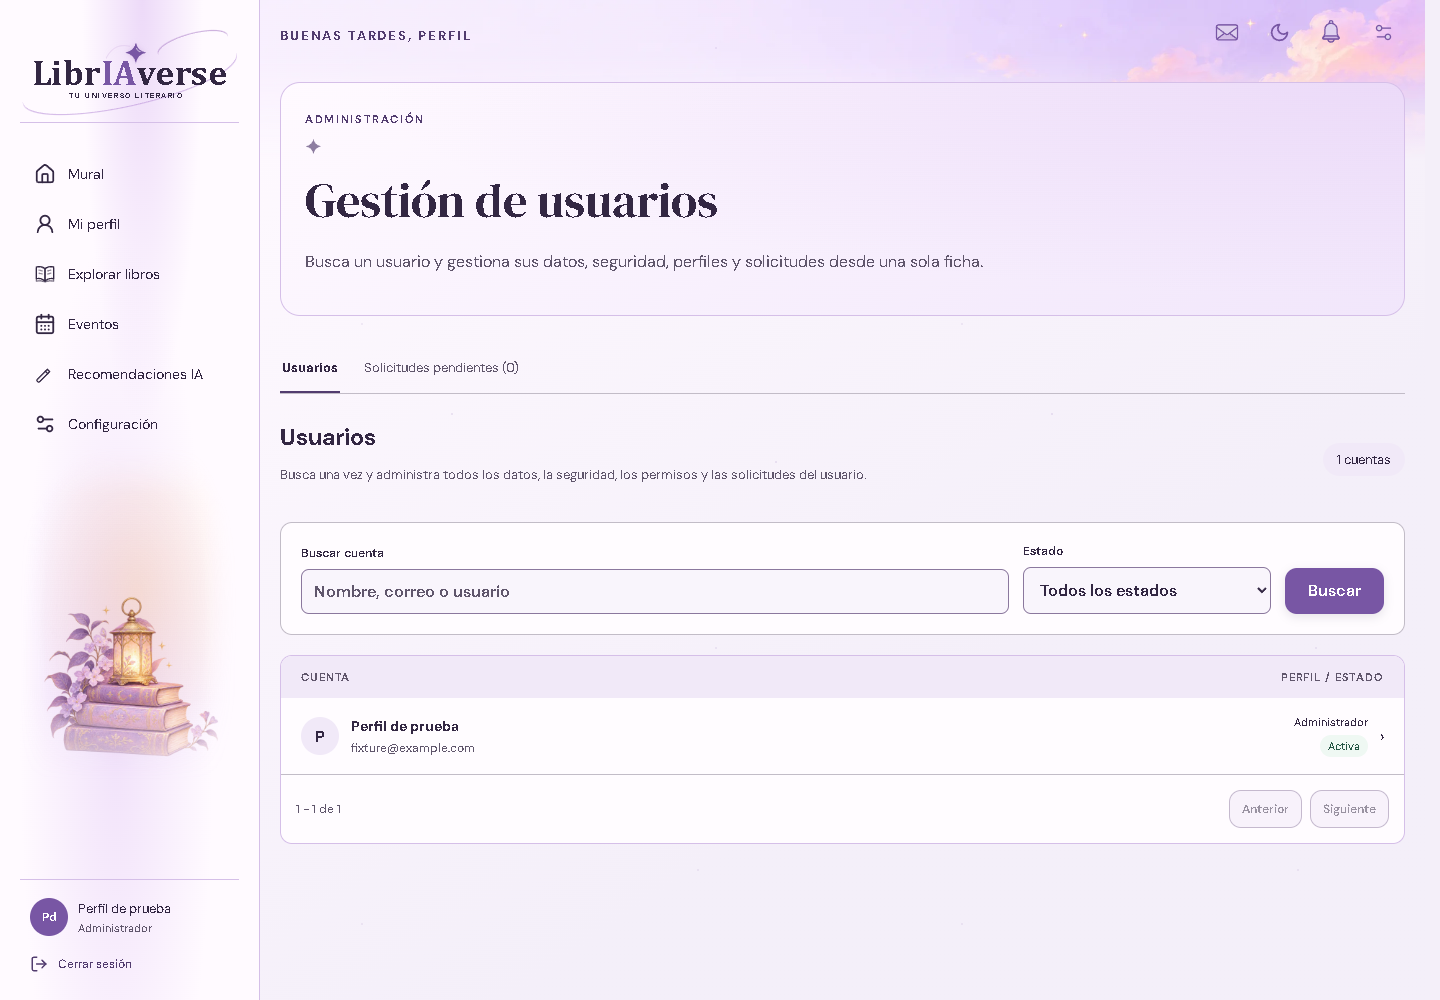 LibrIAverse
TU UNIVERSO LITERARIO
Mural
Mi perfil
Explorar libros
Eventos
Recomendaciones IA
Configuración
Pd
Perfil de prueba
Administrador
Cerrar sesión
BUENAS TARDES, PERFIL
ADMINISTRACIÓN
Gestión de usuarios
Busca un usuario y gestiona sus datos, seguridad, perfiles y solicitudes desde una sola ficha.
Usuarios
Solicitudes pendientes (0)
Usuarios
Busca una vez y administra todos los datos, la seguridad, los permisos y las solicitudes del usuario.
1 cuentas
Buscar cuenta
Nombre, correo o usuario
Estado
Todos los estados
Buscar
CUENTA
PERFIL / ESTADO
P
Perfil de prueba
fixture@example.com
Administrador
Activa
1–1 de 1
Anterior
Siguiente